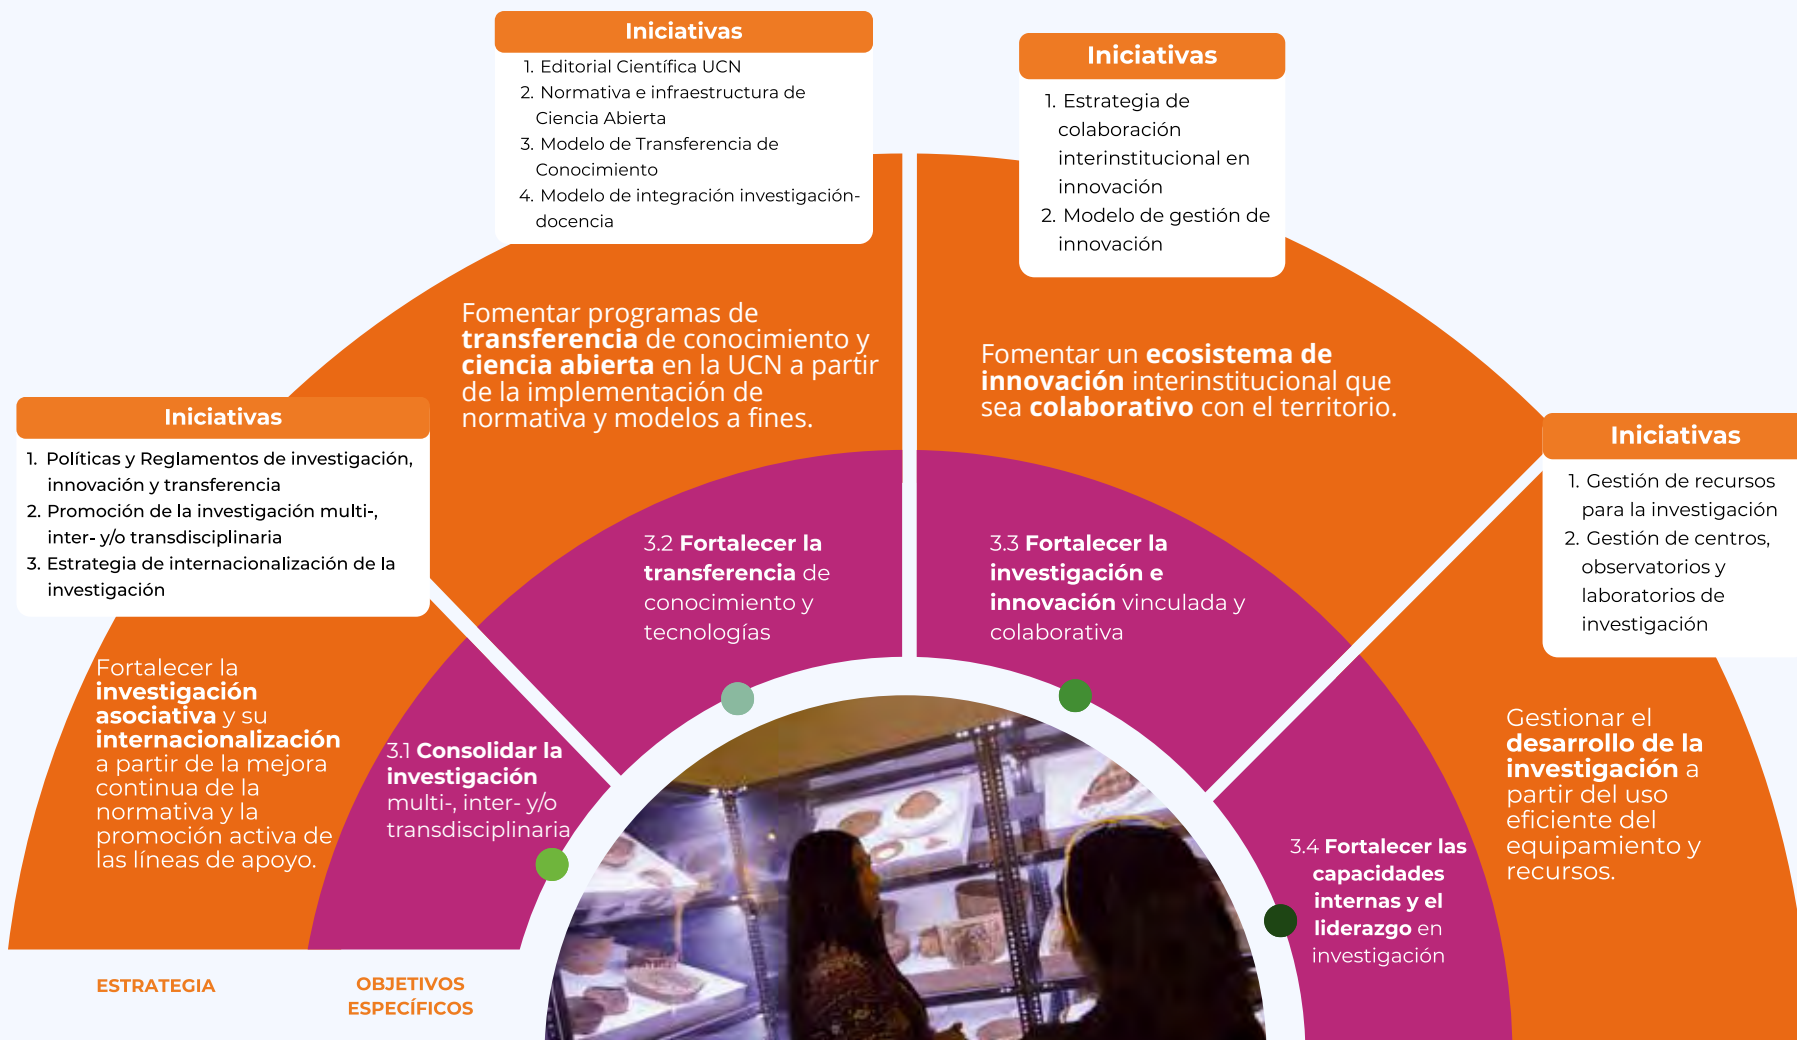 Iniciativas
1. Editorial Científica UCN
2. Normativa e infraestructura de
Ciencia Abierta
3. Modelo de Transferencia de
Conocimiento
4. Modelo de integración investigación-
docencia
Iniciativas
1. Estrategia de
colaboración
interinstitucional en
innovación
2. Modelo de gestión de
innovación
Fomentar programas de
transferencia de conocimiento y
ciencia abierta en la UCN a partir
de la implementación de
normativa y modelos a fines.
Fomentar un ecosistema de
innovación interinstitucional que
sea colaborativo con el territorio.
Iniciativas
1. Políticas y Reglamentos de investigación,
innovación y transferencia
2. Promoción de la investigación multi-,
inter- y/o transdisciplinaria
3. Estrategia de internacionalización de la
investigación
Iniciativas
1. Gestión de recursos
para la investigación
2. Gestión de centros,
observatorios y
laboratorios de
investigación
3.2 Fortalecer la
transferencia de
conocimiento y
tecnologías
3.3 Fortalecer la
investigación e
innovación vinculada y
colaborativa
Fortalecer la
investigación
asociativa y su
internacionalización
a partir de la mejora
continua de la
normativa y la
promoción activa de
las líneas de apoyo.
3.1 Consolidar la
investigación
multi-, inter- y/o
transdisciplinaria
3.4 Fortalecer las
capacidades
internas y el
liderazgo en
investigación
Gestionar el
desarrollo de la
investigación a
partir del uso
eficiente del
equipamiento y
recursos.
ESTRATEGIA
OBJETIVOS
ESPECÍFICOS